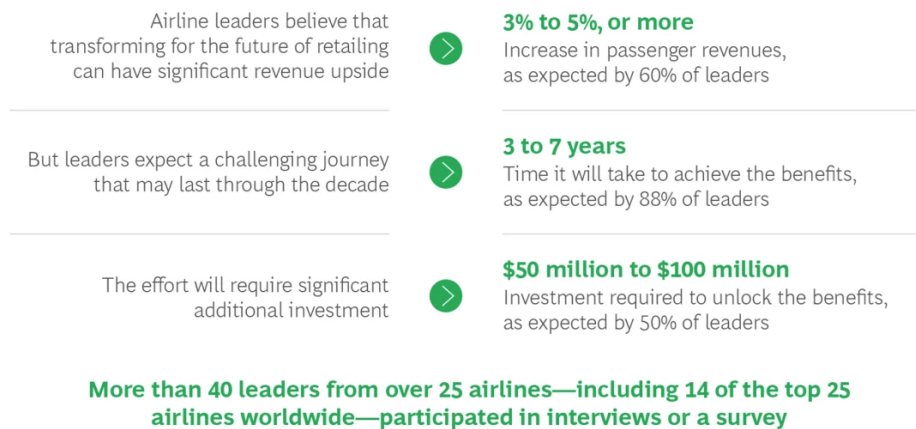 Airline leaders believe that
transforming for the future of retailing
can have significant revenue upside
3% to 5%, or more
Increase in passenger revenues,
as expected by 60% of leaders
But leaders expect a challenging journey
that may last through the decade
3 to 7 years
Time it will take to achieve the benefits,
as expected by 88% of leaders
The effort will require significant
additional investment
$50 million to $100 million
Investment required to unlock the benefits,
as expected by 50% of leaders
More than 40 leaders from over 25 airlines—including 14 of the top 25
airlines worldwide—participated in interviews or a survey